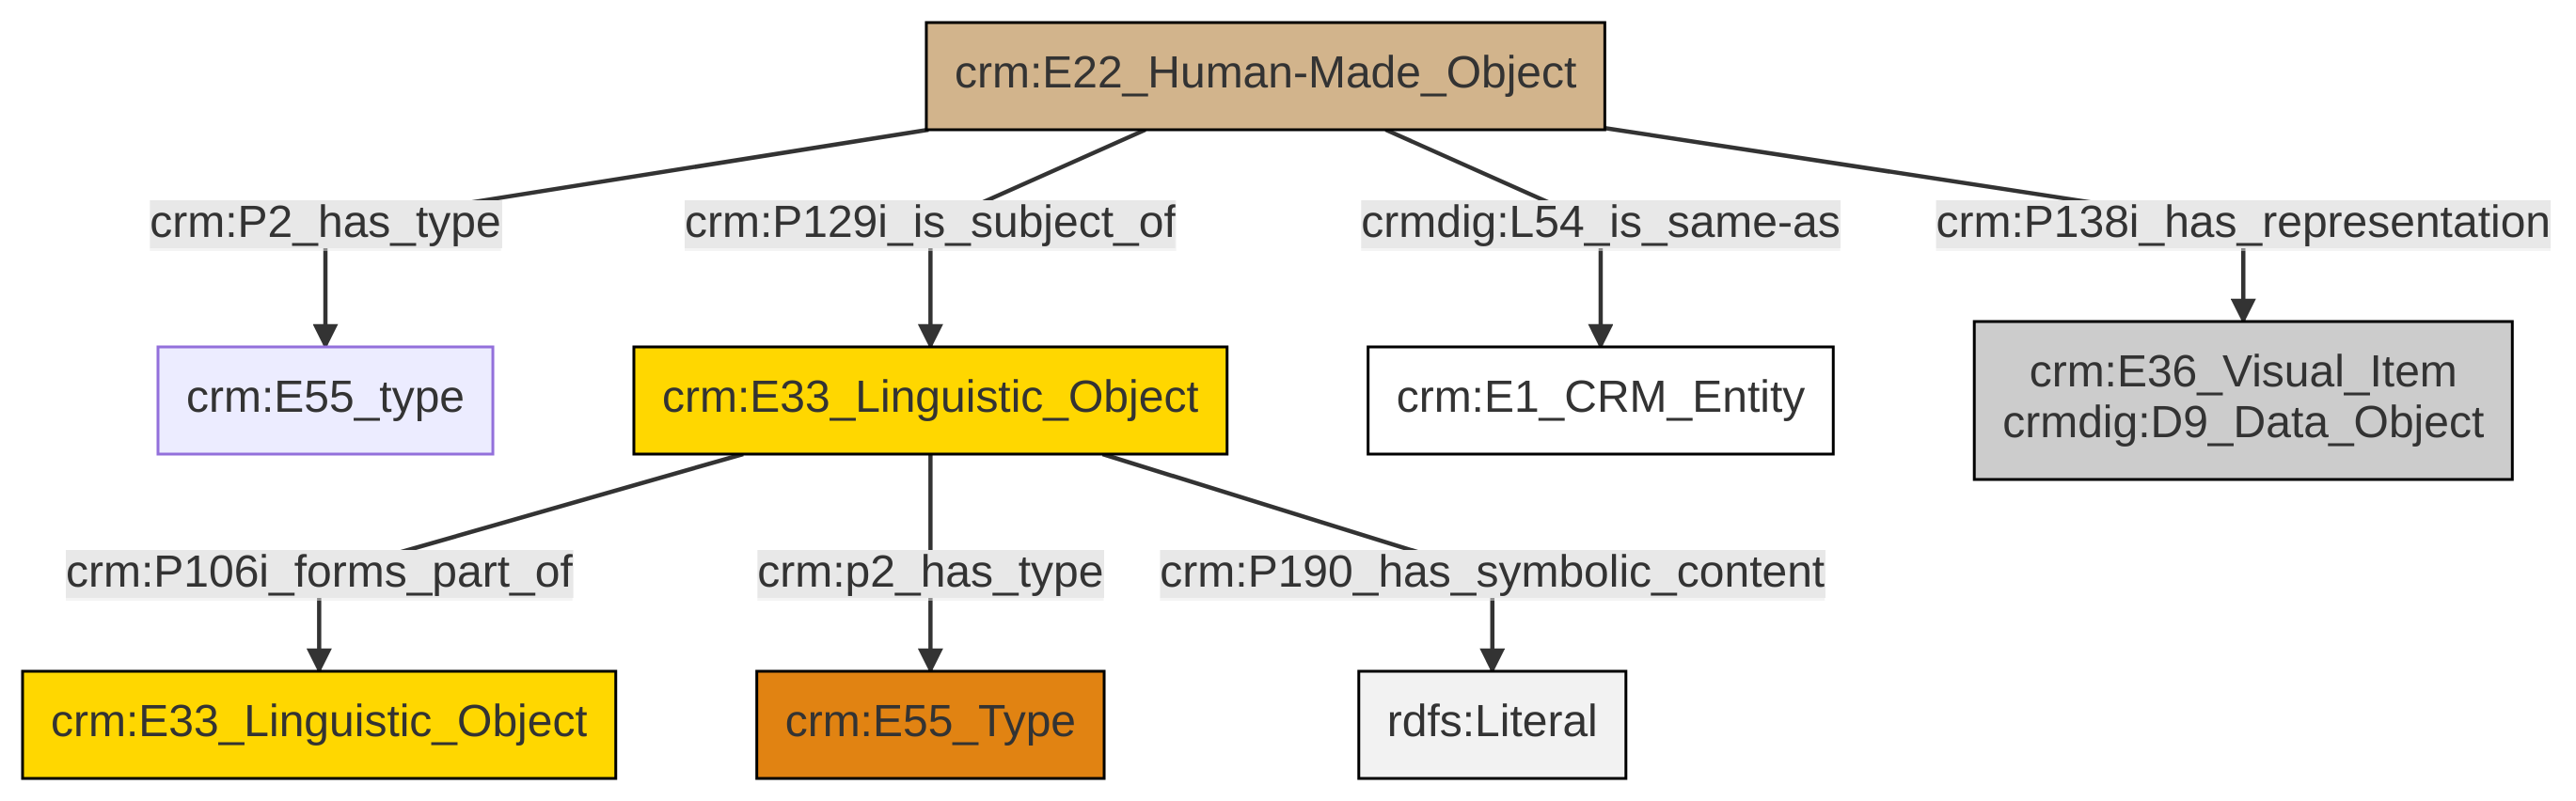 crm:E22_Human-Made_Object
crm:P2_has_type
crm:P129i_is_subject_of
crmdig:L54_is_same-as
crm:P138i_has_representation
crm:E55_type
crm:E33_Linguistic_Object
crm:E1_CRM_Entity
crm:E36_Visual_Item
crmdig:D9_Data_Object
crm:P106i_forms_part_of
crm:p2_has_type
crm:P190_has_symbolic_content
crm:E33_Linguistic_Object
crm:E55_Type
rdfs:Literal